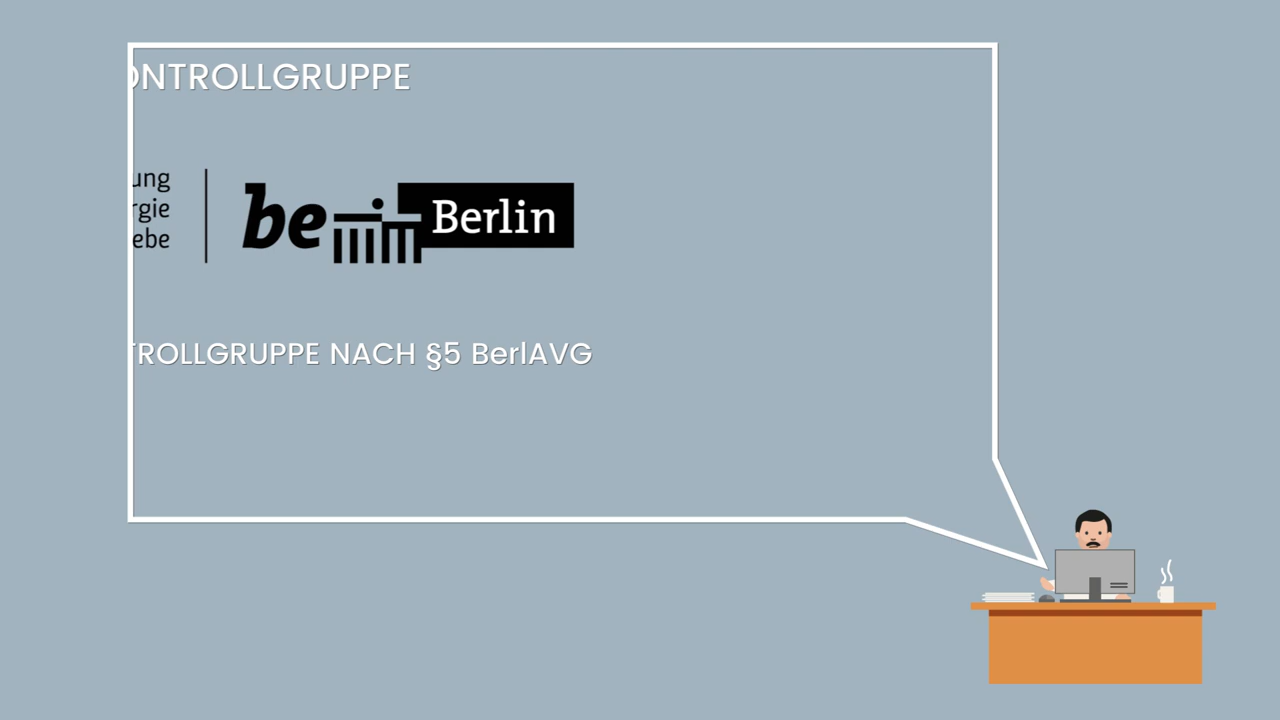 ONTROLLGRUPPE
ung
rgie
ebe
be Berlin
TROLLGRUPPE NACH §5 BerlAVG